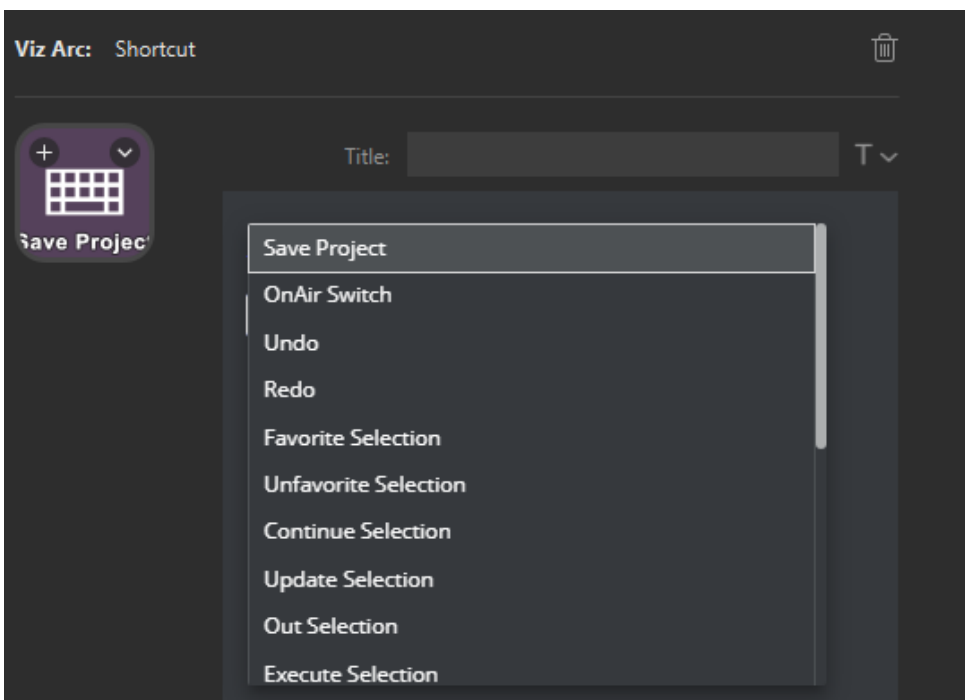 Viz Arc: Shortcut
Title:
T
Save Project
Save Projec
OnAir Switch
Undo
Redo
Favorite Selection
Unfavorite Selection
Continue Selection
Update Selection
Out Selection
Execute Selection